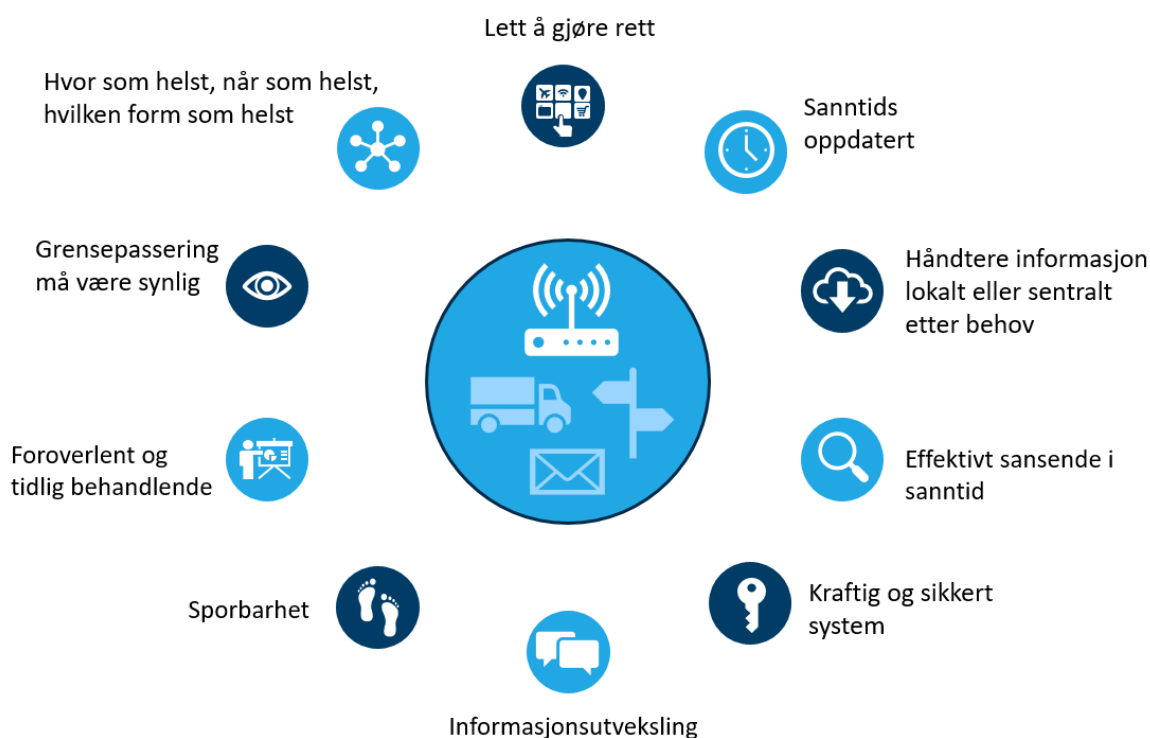 Lett å gjøre rett
Hvor som helst, når som helst,
hvilken form som helst
Sanntids
oppdatert
Grensepassering
må være synlig
Håndtere informasjon
lokalt eller sentralt
etter behov
Foroverlent og
tidlig behandlende
Effektivt sansende i
sanntid
Sporbarhet
Kraftig og sikkert
system
Informasjonsutveksling